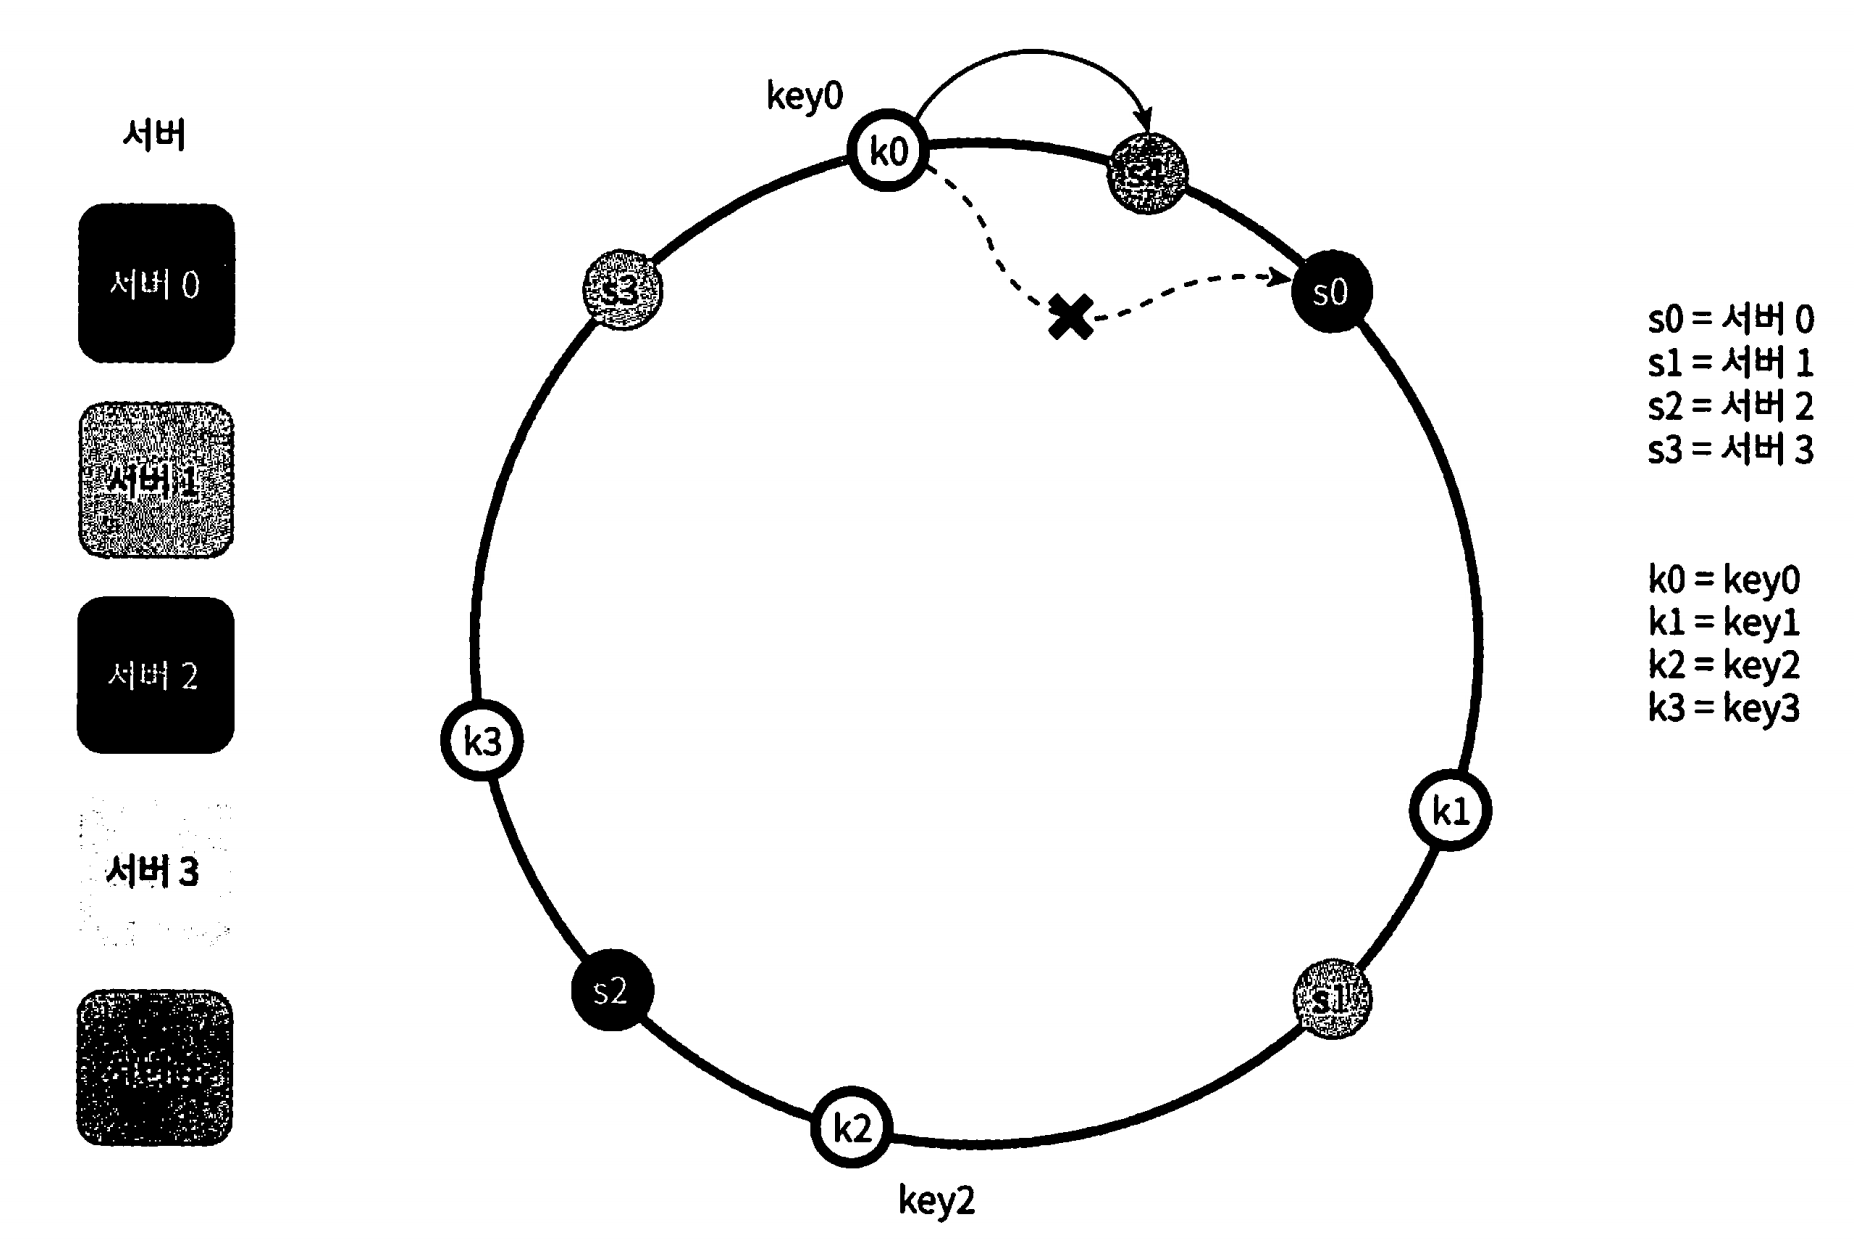 서버
서버 0
서버 1
서버 2
서버 3
key0
k0
s4
s3
s0
k3
k1
s2
s1
k2
key2
s0 = 서버 0
s1 = 서버 1
s2 = 서버 2
s3 = 서버 3
k0 = key0
k1 = key1
k2 = key2
k3 = key3